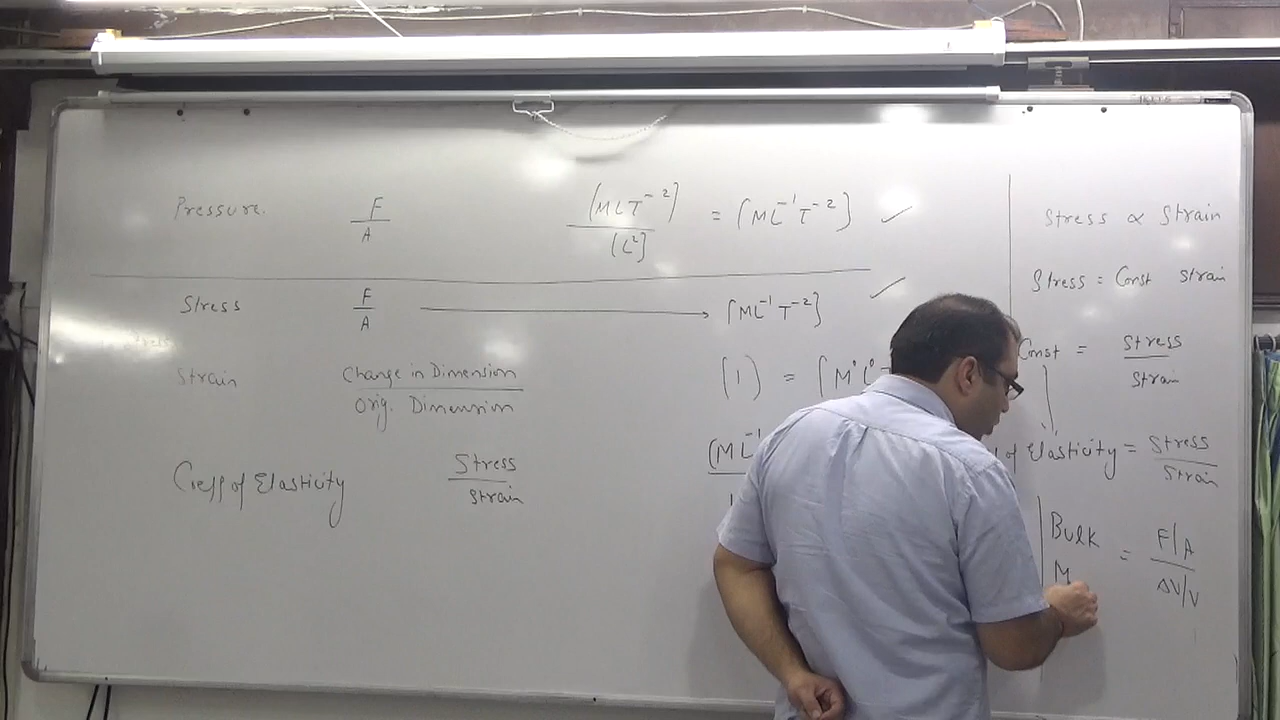 Pressure. F/A [MLT⁻²]/[L²] = [ML⁻¹T⁻²] ✓
Stress F/A → [ML⁻¹T⁻²] ✓
Strain Change in Dimension/Orig. Dimension [1] = [M⁰L⁰
Coeff of Elasticity Stress/Strain [ML⁻¹
Stress ∝ Strain
Stress = Const Strain
Const = Stress/Strain
of Elasticity = Stress/Strain
Bulk M = F/A/ΔV/V